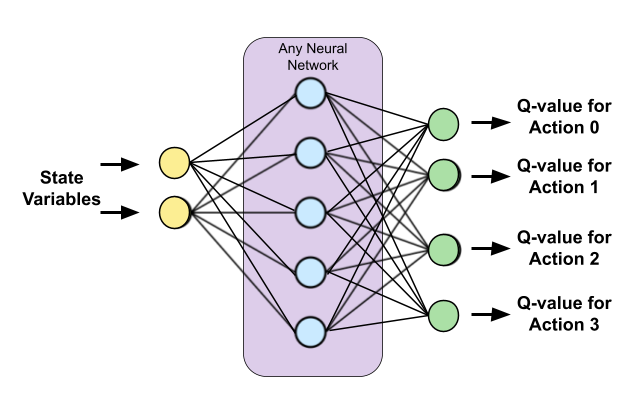 Any Neural
Network
State
Variables
Q-value for
Action 0
Q-value for
Action 1
Q-value for
Action 2
Q-value for
Action 3